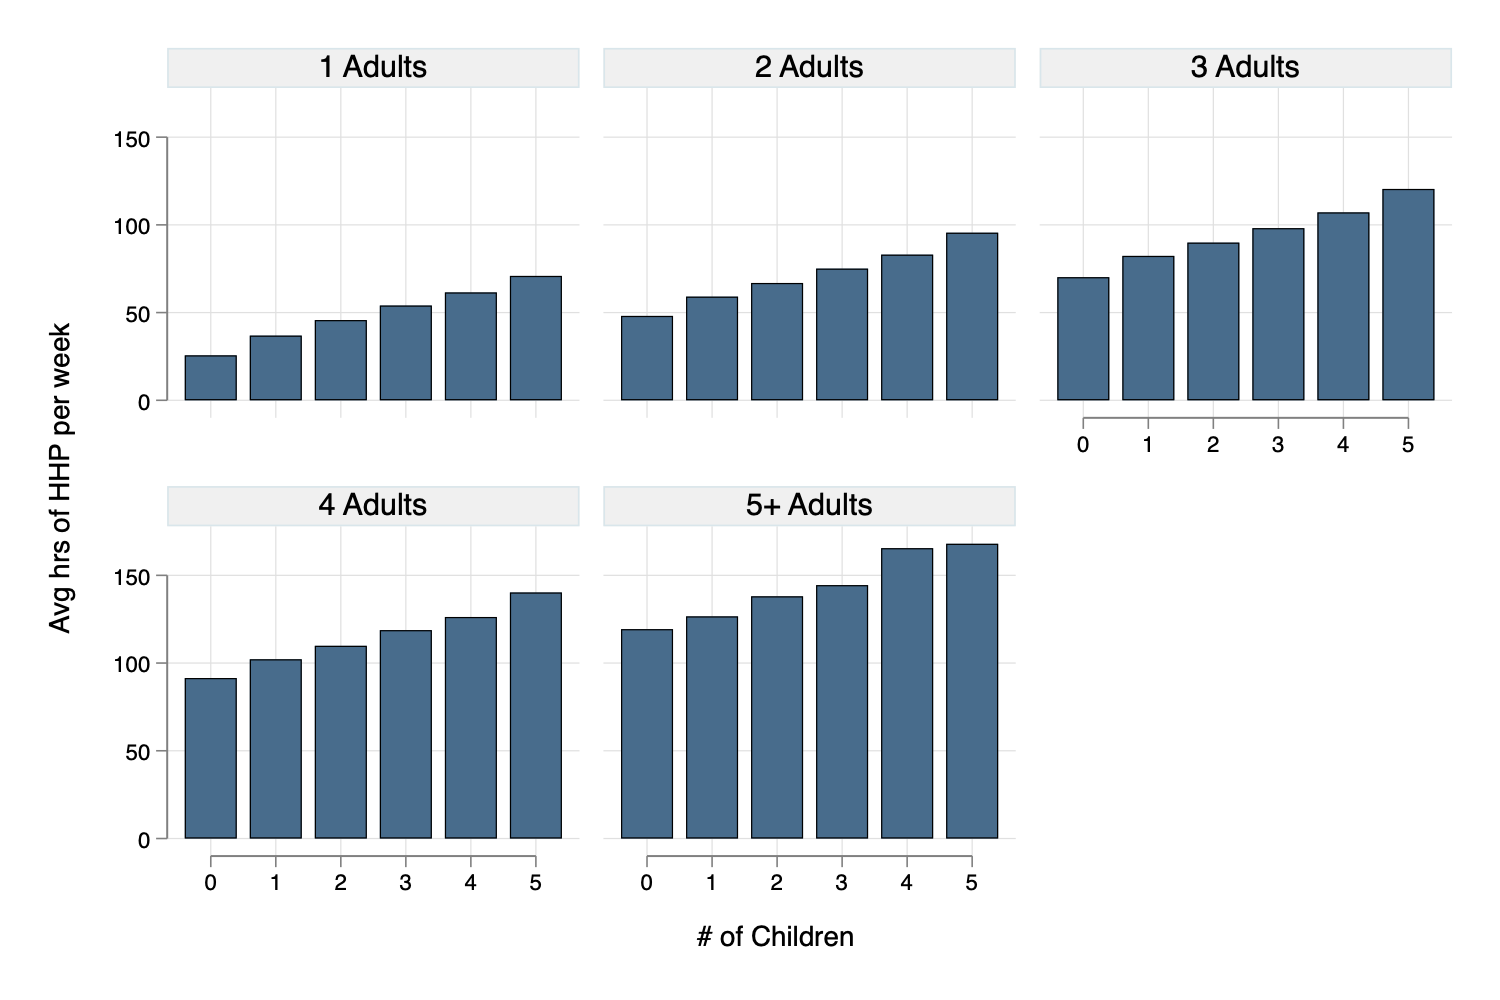 1 Adults
2 Adults
3 Adults
150
100
50
0
0 1 2 3 4 5
Avg hrs of HHP per week
4 Adults
5+ Adults
150
100
50
0
0 1 2 3 4 5
0 1 2 3 4 5
# of Children